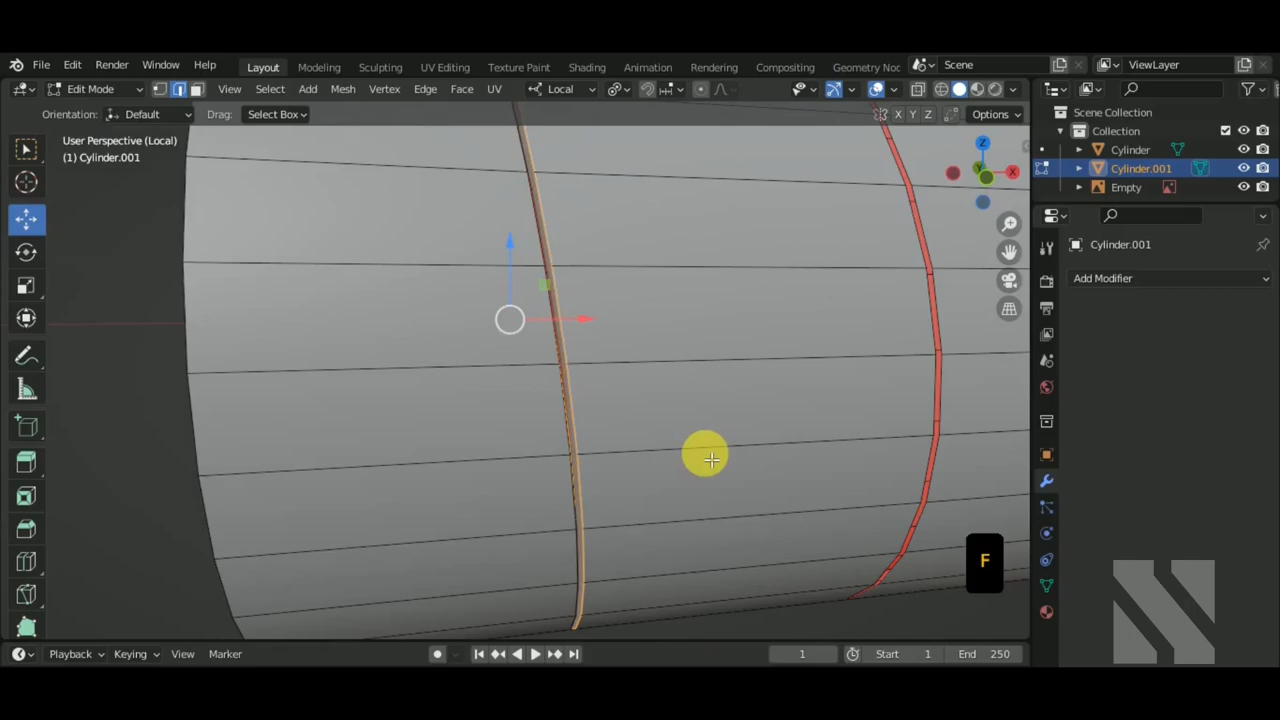 File Edit Render Window Help Layout Modeling Sculpting UV Editing Texture Paint Shading Animation Rendering Compositing Geometry Noc Scene ViewLayer
Edit Mode View Select Add Mesh Vertex Edge Face UV Local
Orientation: Default Drag: Select Box X Y Z Options
User Perspective (Local)
(1) Cylinder.001
Z
Y
X
Scene Collection
Collection
Cylinder
Cylinder.001
Empty
Cylinder.001
Add Modifier
F
Playback Keying View Marker 1 Start 1 End 250